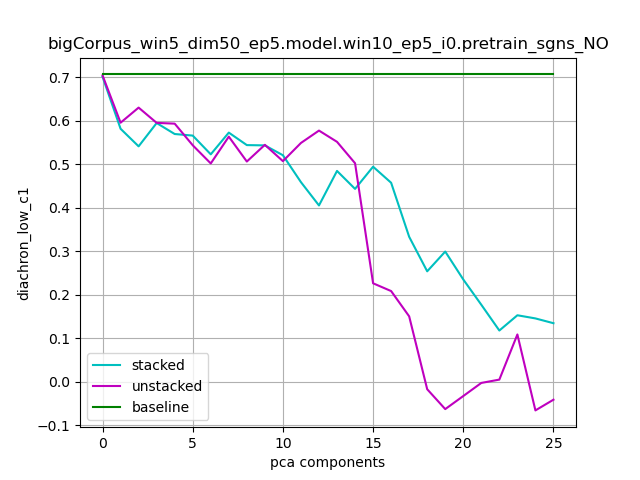 bigCorpus_win5_dim50_ep5.model.win10_ep5_i0.pretrain_sgns_NO
0.7
0.6
0.5
0.4
0.3
0.2
0.1
0.0
−0.1
diachron_low_c1
stacked
unstacked
baseline
0 5 10 15 20 25
pca components